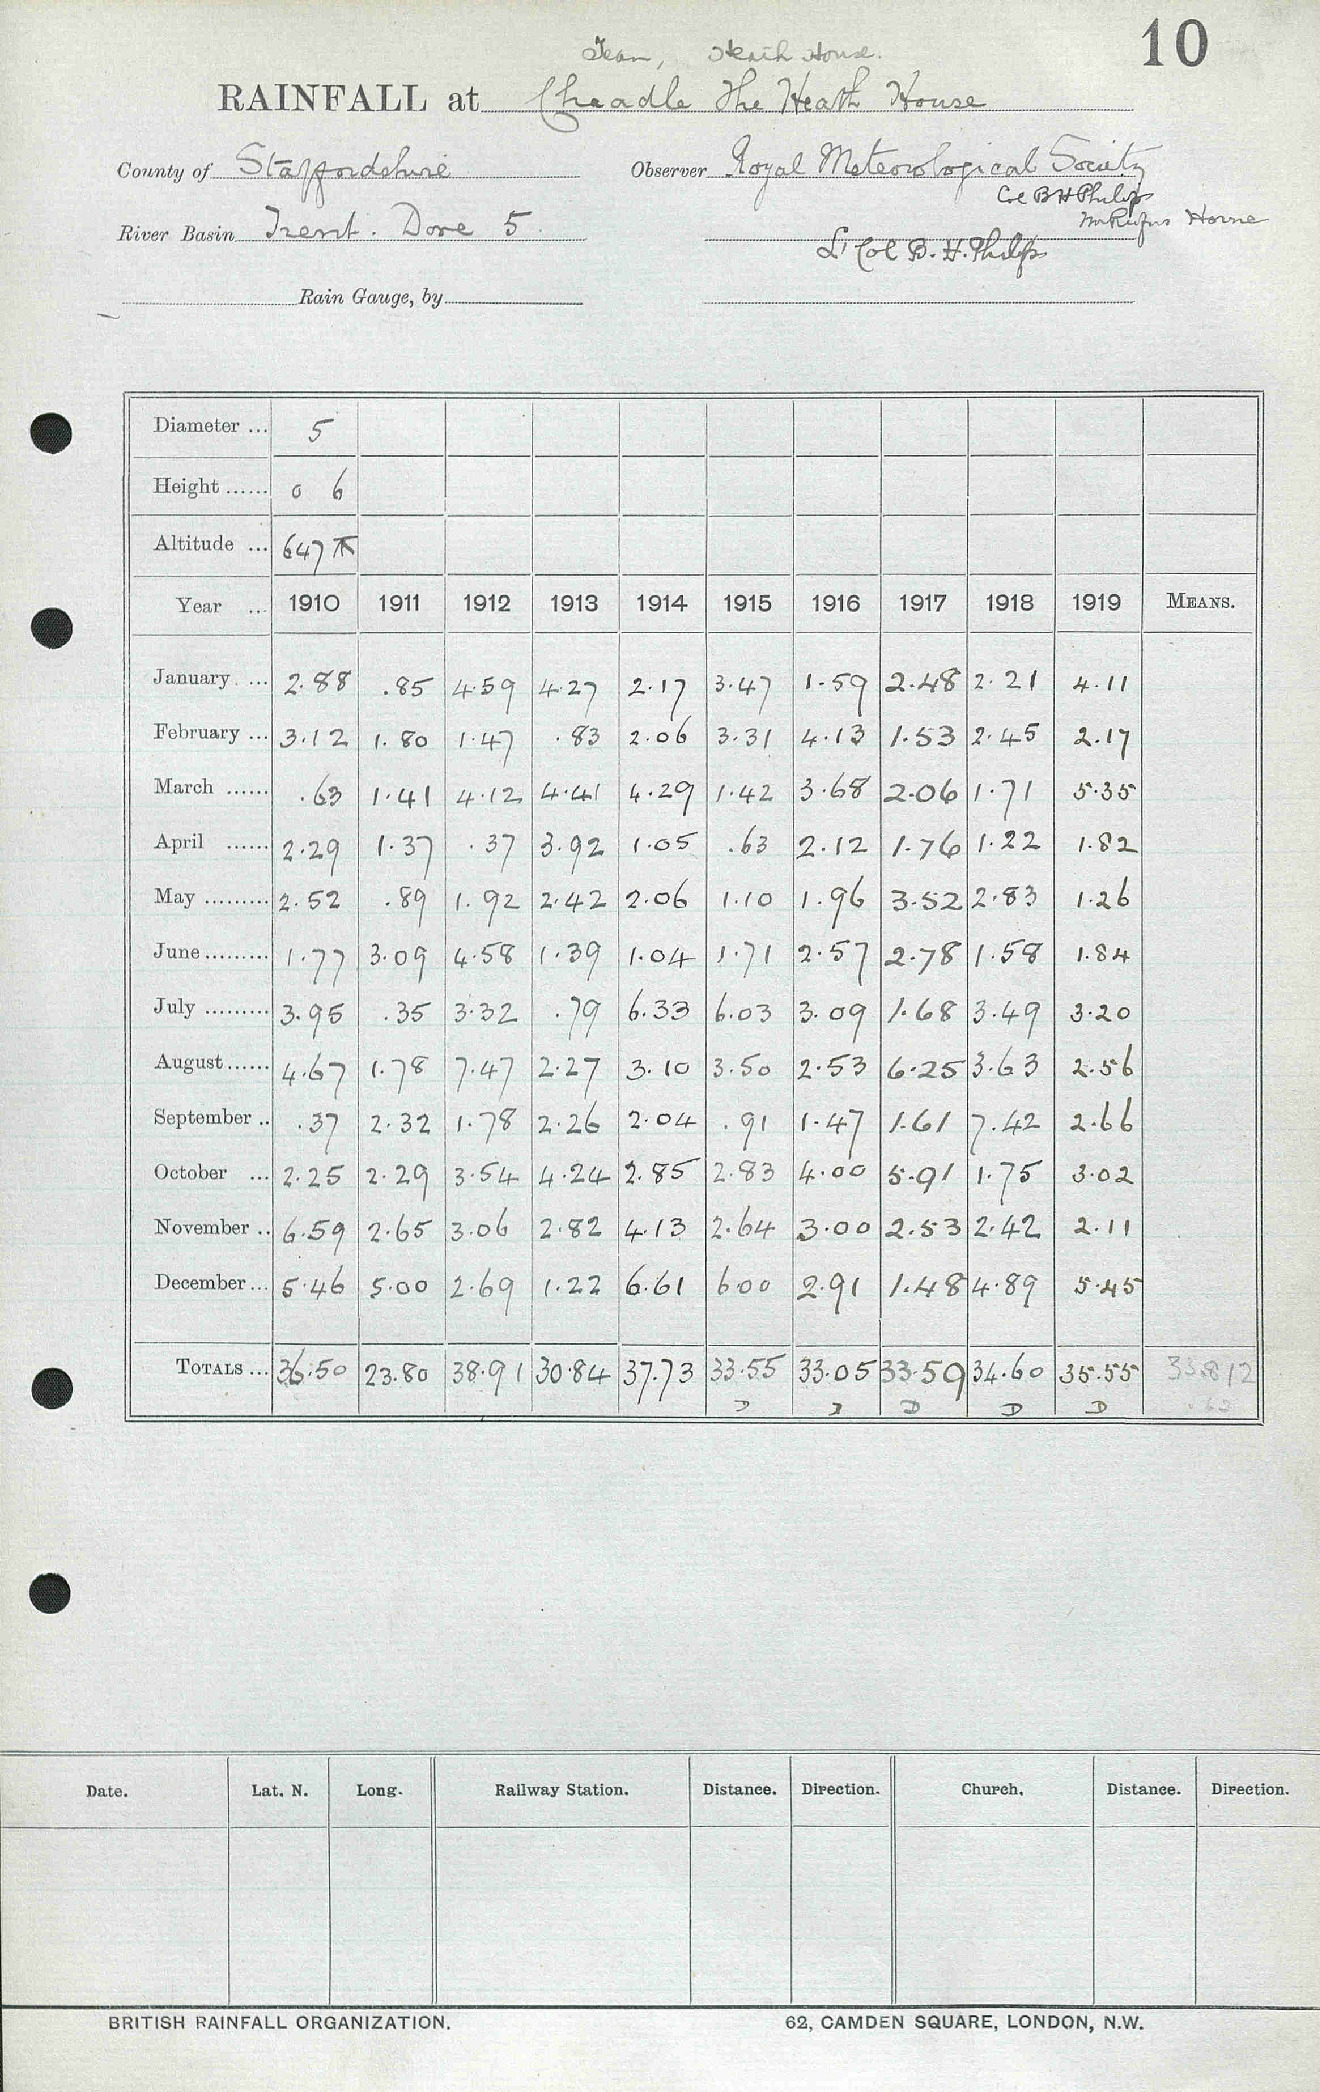 10
Tean, Heath House.
RAINFALL at Cheadle The Heath House
County of Staffordshire Observer Royal Meteorological Society
Col B H Philips
River Basin Trent. Dove 5 Mr Rufus Horne
Lt Col B. H. Philips
Rain Gauge, by
Diameter ... 5
Height ...... 0 6
Altitude ... 647
Year ... 1910 1911 1912 1913 1914 1915 1916 1917 1918 1919 MEANS.
January ... 2.88 .85 4.59 4.27 2.17 3.47 1.59 2.48 2.21 4.11
February ... 3.12 1.80 1.47 .83 2.06 3.31 4.13 1.53 2.45 2.17
March ...... .63 1.41 4.12 4.41 4.29 1.42 3.68 2.06 1.71 5.35
April ...... 2.29 1.37 .37 3.92 1.05 .63 2.12 1.76 1.22 1.82
May ......... 2.52 .89 1.92 2.42 2.06 1.10 1.96 3.52 2.83 1.26
June ......... 1.77 3.09 4.58 1.39 1.04 1.71 2.57 2.78 1.58 1.84
July ......... 3.95 .35 3.32 .79 6.33 6.03 3.09 1.68 3.49 3.20
August ...... 4.67 1.78 7.47 2.27 3.10 3.50 2.53 6.25 3.63 2.56
September .. .37 2.32 1.78 2.26 2.04 .91 1.47 1.61 7.42 2.66
October ... 2.25 2.29 3.54 4.24 2.85 2.83 4.00 5.91 1.75 3.02
November .. 6.59 2.65 3.06 2.82 4.13 2.64 3.00 2.53 2.42 2.11
December ... 5.46 5.00 2.69 1.22 6.61 6 00 2.91 1.48 4.89 5.45
TOTALS ... 36.50 23.80 38.91 30.84 37.73 33.55 33.05 33.59 34.60 35.55 33.812
D D D D D
Date. Lat. N. Long. Railway Station. Distance. Direction. Church. Distance. Direction.
BRITISH RAINFALL ORGANIZATION. 62, CAMDEN SQUARE, LONDON, N.W.